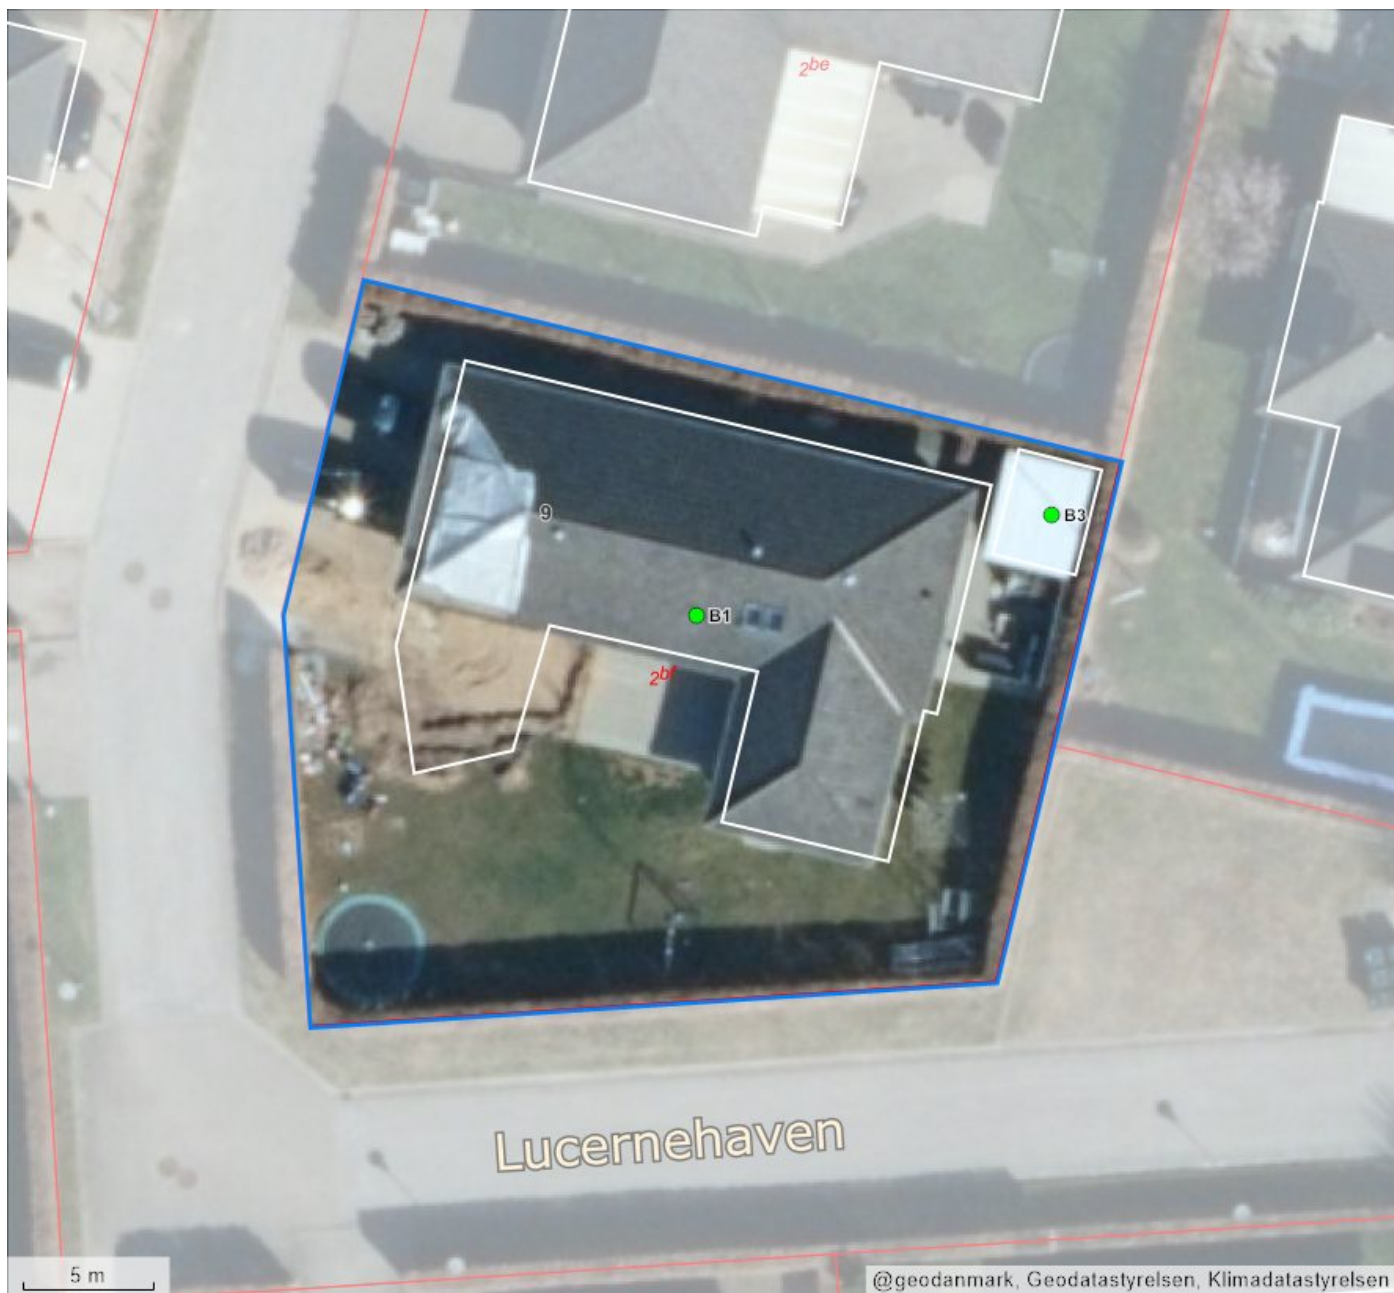 2be
9
B3
B1
2bf
Lucernehaven
5 m
@geodanmark, Geodatastyrelsen, Klimadatastyrelsen